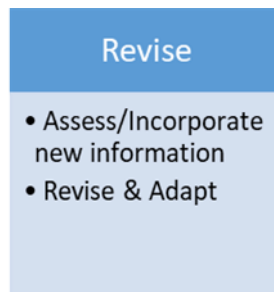 Revise
• Assess/Incorporate
new information
• Revise & Adapt